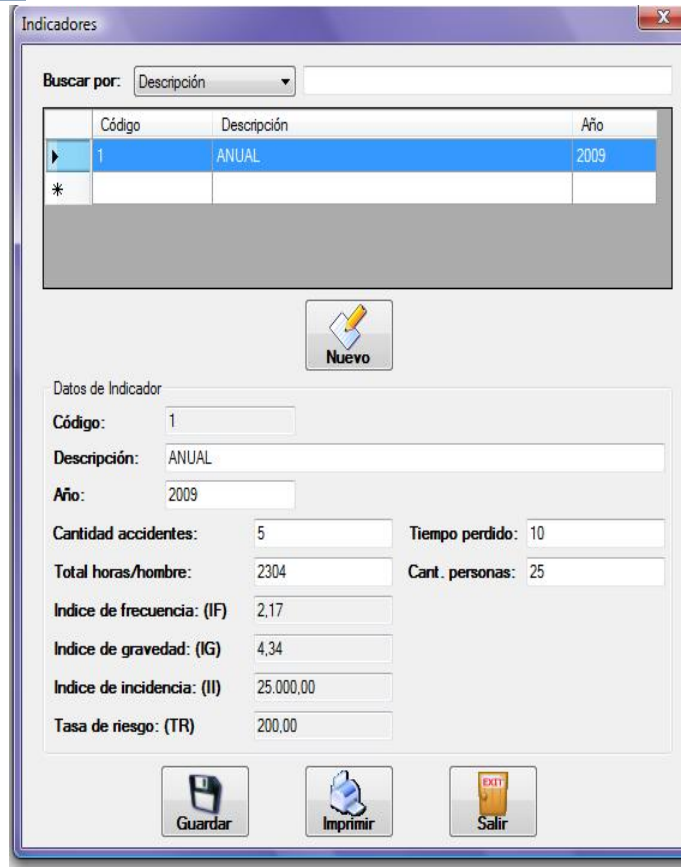 Indicadores
Buscar por: Descripción
Código Descripción Año
1 ANUAL 2009
Nuevo
Datos de Indicador
Código: 1
Descripción: ANUAL
Año: 2009
Cantidad accidentes: 5 Tiempo perdido: 10
Total horas/hombre: 2304 Cant. personas: 25
Indice de frecuencia: (IF) 2,17
Indice de gravedad: (IG) 4,34
Indice de incidencia: (II) 25.000,00
Tasa de riesgo: (TR) 200,00
EXIT
Guardar Imprimir Salir